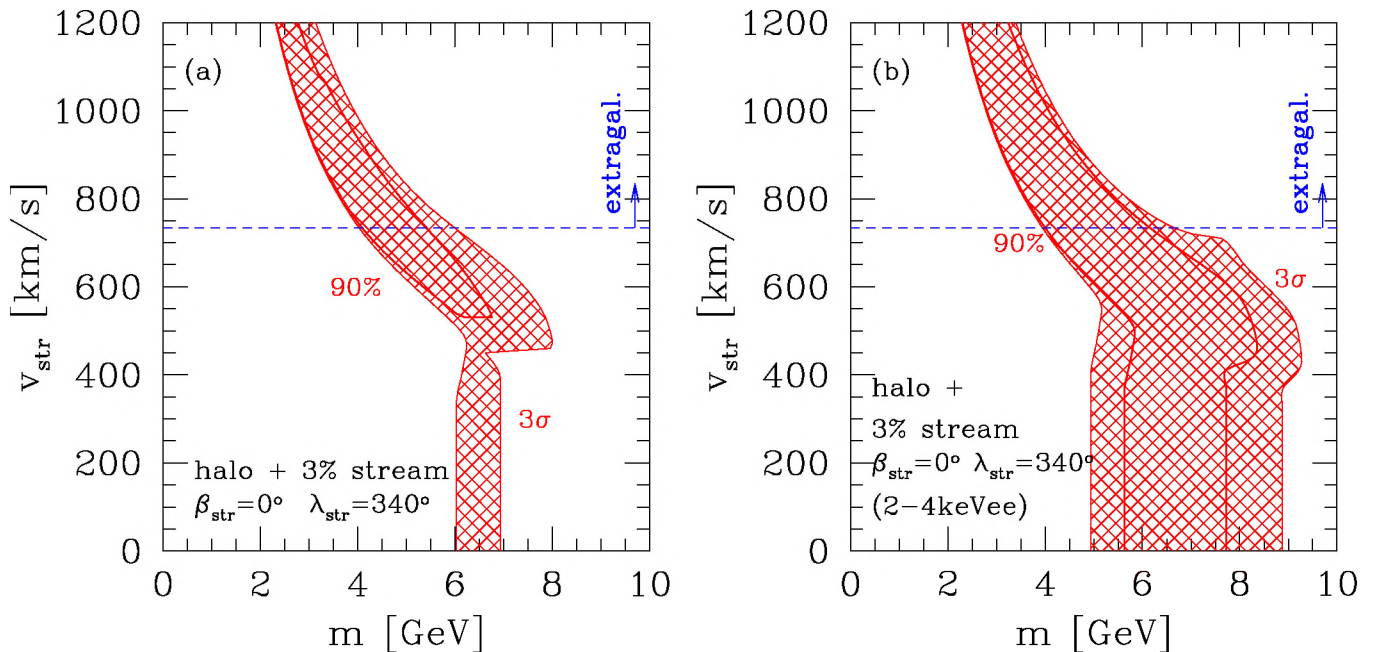 (a)
1200
1000
800
600
400
200
0
v_str [km/s]
extragal.
90%
3σ
halo + 3% stream
β_str=0° λ_str=340°
0 2 4 6 8 10
m [GeV]
(b)
1200
1000
800
600
400
200
0
v_str [km/s]
extragal.
90%
3σ
halo +
3% stream
β_str=0° λ_str=340°
(2-4keVee)
0 2 4 6 8 10
m [GeV]